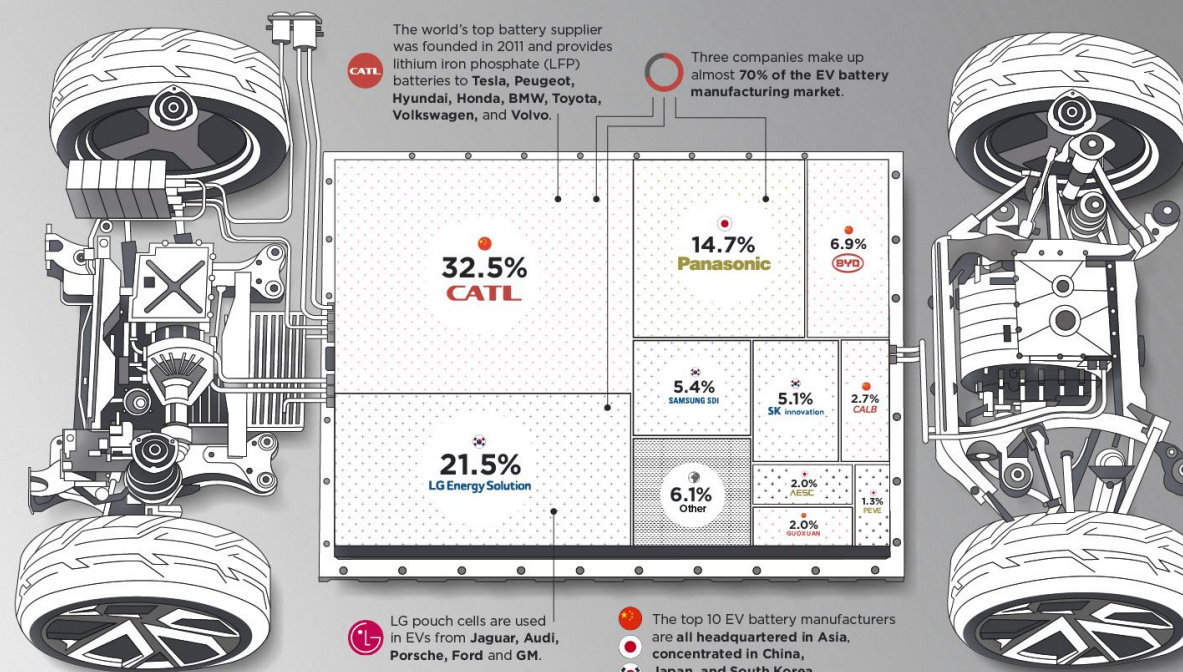 The world's top battery supplier
was founded in 2011 and provides
lithium iron phosphate (LFP)
batteries to Tesla, Peugeot,
Hyundai, Honda, BMW, Toyota,
Volkswagen, and Volvo.
CATL
Three companies make up
almost 70% of the EV battery
manufacturing market.
32.5%
CATL
14.7%
Panasonic
6.9%
BYD
5.4%
SAMSUNG SDI
5.1%
SK innovation
2.7%
CALB
21.5%
LG Energy Solution
6.1%
Other
2.0%
AESC
1.3%
PEVE
2.0%
GUOXUAN
LG
LG pouch cells are used
in EVs from Jaguar, Audi,
Porsche, Ford and GM.
The top 10 EV battery manufacturers
are all headquartered in Asia,
concentrated in China,
Japan, and South Korea